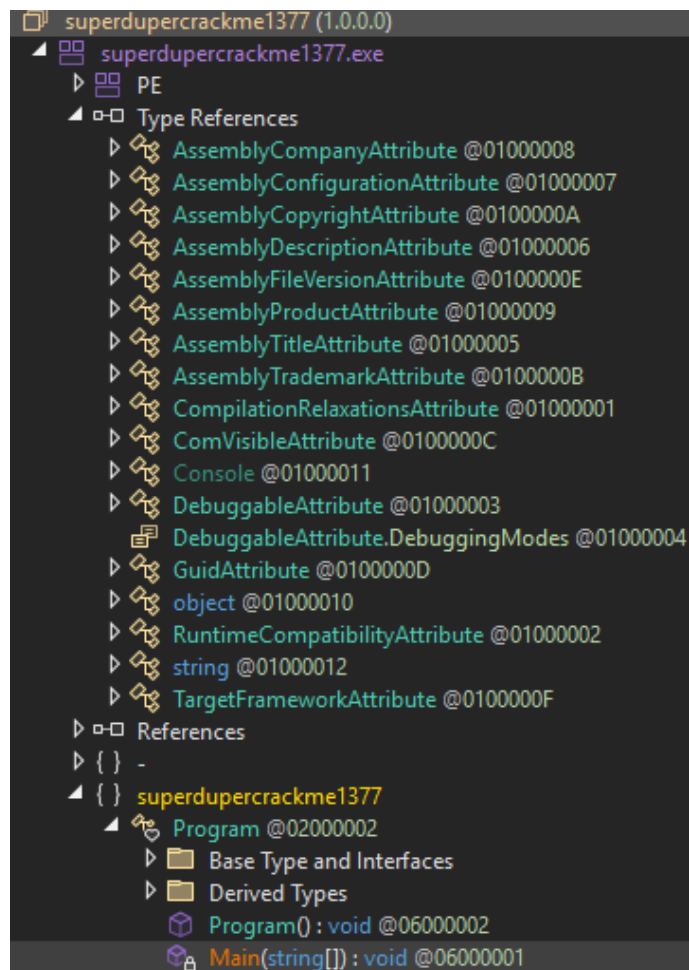 superdupercrackme1377 (1.0.0.0)
superdupercrackme1377.exe
PE
Type References
AssemblyCompanyAttribute @01000008
AssemblyConfigurationAttribute @01000007
AssemblyCopyrightAttribute @0100000A
AssemblyDescriptionAttribute @01000006
AssemblyFileVersionAttribute @0100000E
AssemblyProductAttribute @01000009
AssemblyTitleAttribute @01000005
AssemblyTrademarkAttribute @0100000B
CompilationRelaxationsAttribute @01000001
ComVisibleAttribute @0100000C
Console @01000011
DebuggableAttribute @01000003
DebuggableAttribute.DebuggingModes @01000004
GuidAttribute @0100000D
object @01000010
RuntimeCompatibilityAttribute @01000002
string @01000012
TargetFrameworkAttribute @0100000F
References
{ } -
{ } superdupercrackme1377
Program @02000002
Base Type and Interfaces
Derived Types
Program() : void @06000002
Main(string[]) : void @06000001